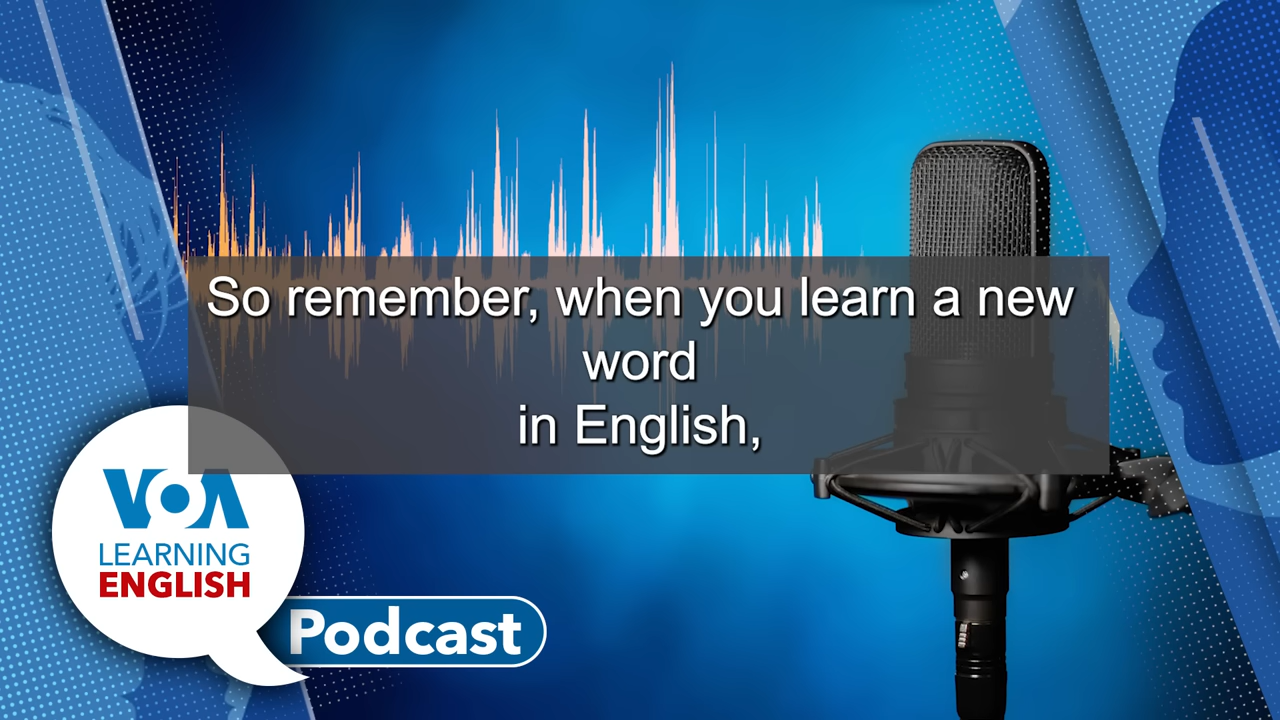 So remember, when you learn a new
word
in English,
VOA
LEARNING
ENGLISH
Podcast